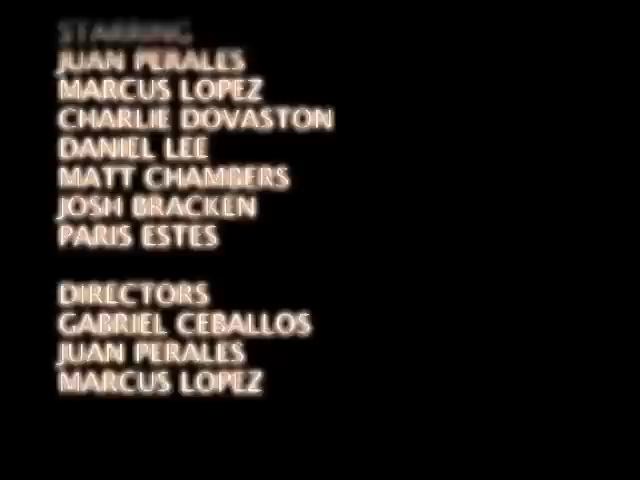 STARRING
JUAN PERALES
MARCUS LOPEZ
CHARLIE DOVASTON
DANIEL LEE
MATT CHAMBERS
JOSH BRACKEN
PARIS ESTES
DIRECTORS
GABRIEL CEBALLOS
JUAN PERALES
MARCUS LOPEZ